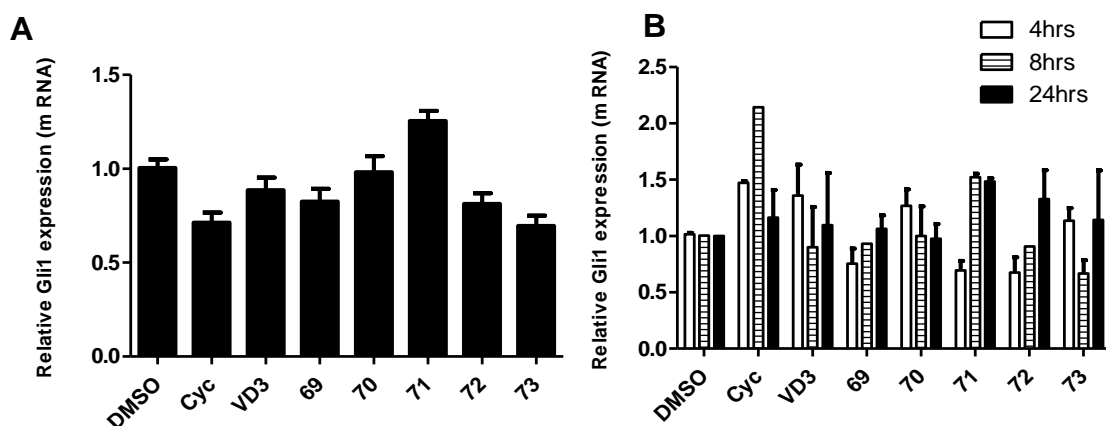 A
Relative Gli1 expression (m RNA)
1.5
1.0
0.5
0.0
DMSO
Cyc
VD3
69
70
71
72
73
B
4hrs
8hrs
24hrs
Relative Gli1 expression (m RNA)
2.5
2.0
1.5
1.0
0.5
0.0
DMSO
Cyc
VD3
69
70
71
72
73